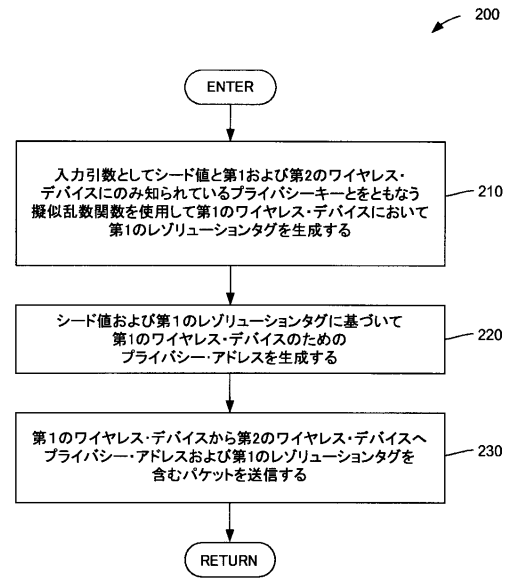 200
ENTER
入力引数としてシード値と第1および第2のワイヤレス・
デバイスにのみ知られているプライバシーキーとをともなう
擬似乱数関数を使用して第1のワイヤレス・デバイスにおいて
第1のレゾリューションタグを生成する
210
シード値および第1のレゾリューションタグに基づいて
第1のワイヤレス・デバイスのための
プライバシー・アドレスを生成する
220
第1のワイヤレス・デバイスから第2のワイヤレス・デバイスへ
プライバシー・アドレスおよび第1のレゾリューションタグを
含むパケットを送信する
230
RETURN